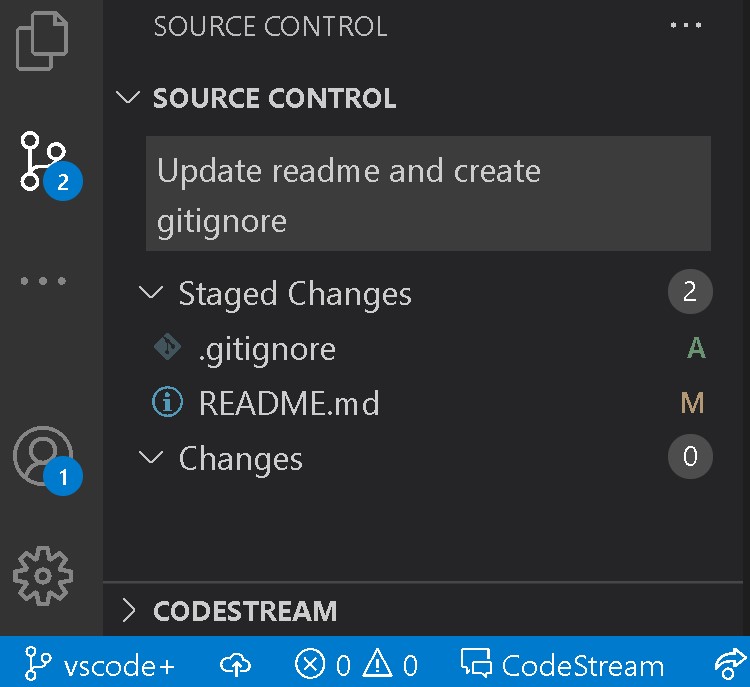 SOURCE CONTROL ...
SOURCE CONTROL
Update readme and create
gitignore
2
Staged Changes 2
.gitignore A
README.md M
Changes 0
1
CODESTREAM
vscode+ 0 0 CodeStream